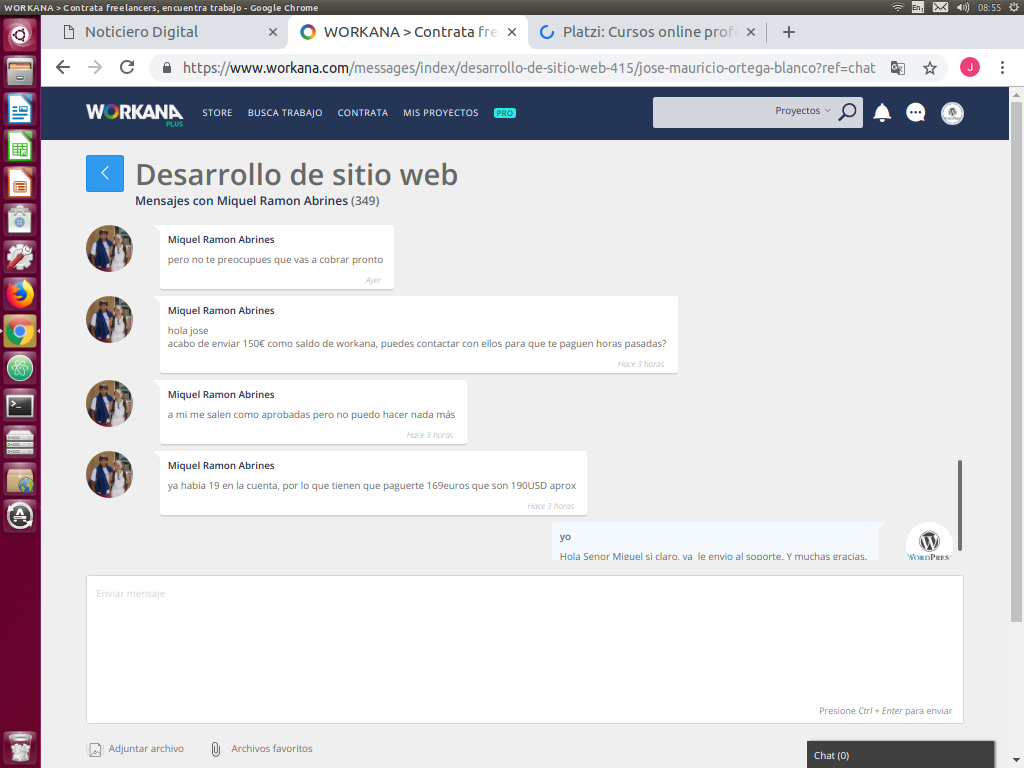 WORKANA > Contrata freelancers, encuentra trabajo - Google Chrome
En₁
08:55
Noticiero Digital
WORKANA > Contrata fre
Platzi: Cursos online profe
https://www.workana.com/messages/index/desarrollo-de-sitio-web-415/jose-mauricio-ortega-blanco?ref=chat
J
WORKANA
PLUS
STORE
BUSCA TRABAJO
CONTRATA
MIS PROYECTOS
PRO
Proyectos
Desarrollo de sitio web
Mensajes con Miquel Ramon Abrines (349)
Miquel Ramon Abrines
pero no te preocupues que vas a cobrar pronto
Ayer
Miquel Ramon Abrines
hola jose
acabo de enviar 150€ como saldo de workana, puedes contactar con ellos para que te paguen horas pasadas?
Hace 3 horas
Miquel Ramon Abrines
a mi me salen como aprobadas pero no puedo hacer nada más
Hace 3 horas
Miquel Ramon Abrines
ya habia 19 en la cuenta, por lo que tienen que paguerte 169euros que son 190USD aprox
Hace 3 horas
yo
Hola Senor Miguel si claro, ya le envio al soporte. Y muchas gracias.
WORDPRESS
Enviar mensaje
Presione Ctrl + Enter para enviar
Adjuntar archivo
Archivos favoritos
Chat (0)